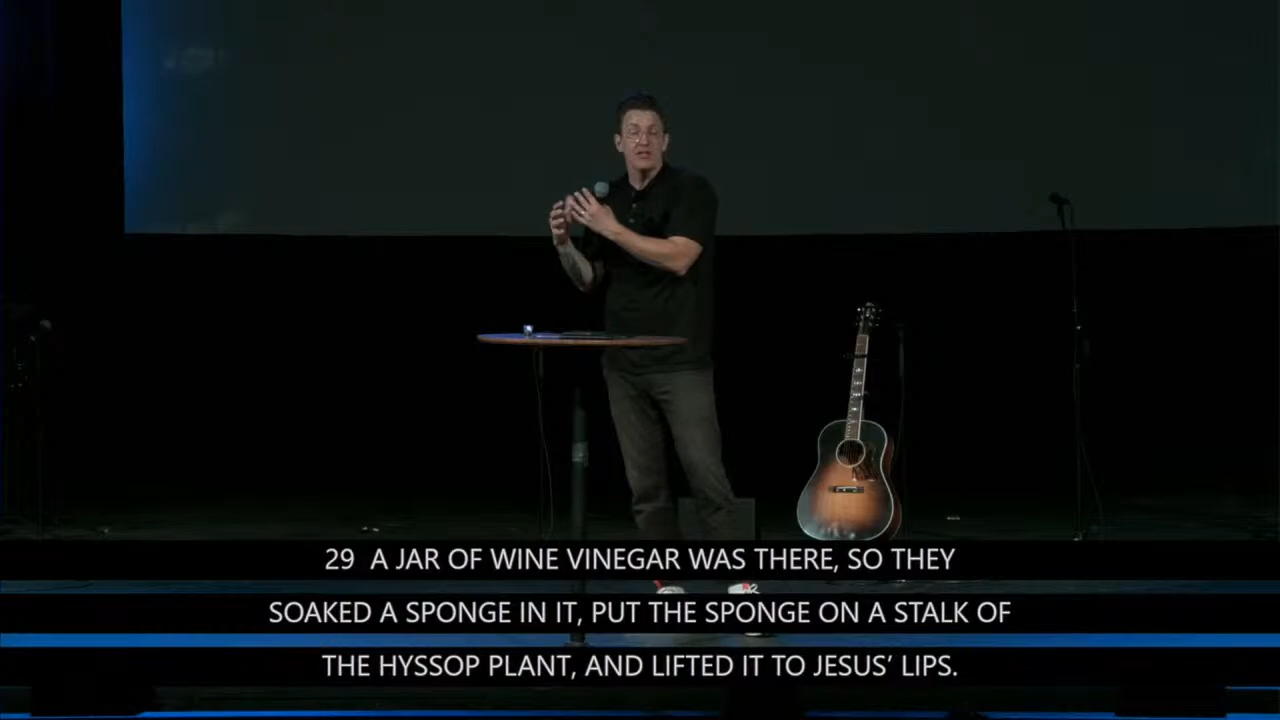 29 A JAR OF WINE VINEGAR WAS THERE, SO THEY
SOAKED A SPONGE IN IT, PUT THE SPONGE ON A STALK OF
THE HYSSOP PLANT, AND LIFTED IT TO JESUS’ LIPS.